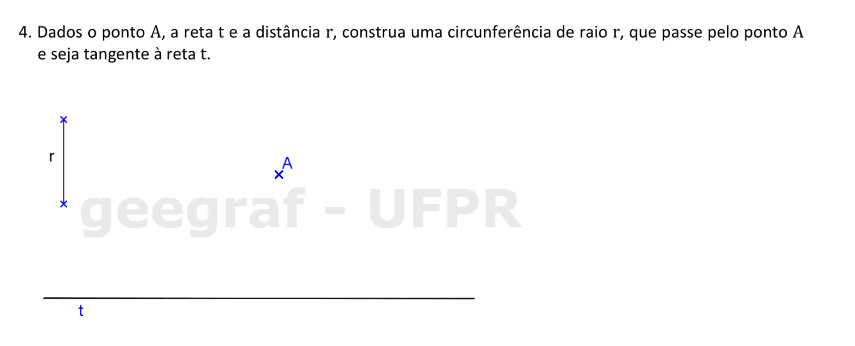 4. Dados o ponto A, a reta t e a distância r, construa uma circunferência de raio r, que passe pelo ponto A
e seja tangente à reta t.
r
A
geegraf - UFPR
t